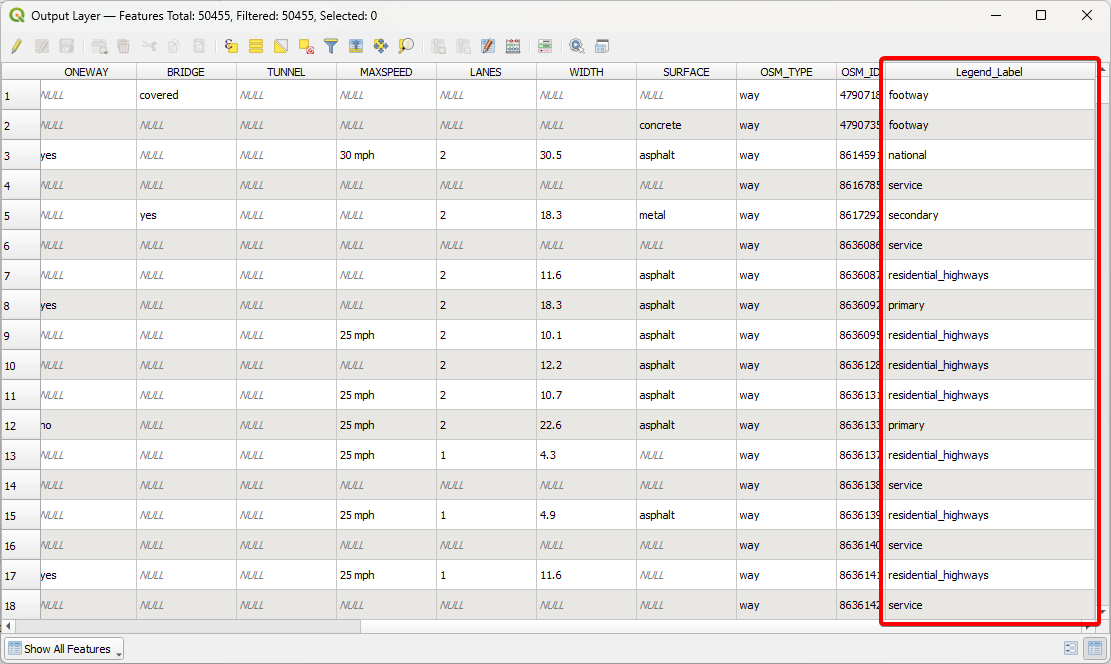 Output Layer — Features Total: 50455, Filtered: 50455, Selected: 0
ONEWAY BRIDGE TUNNEL MAXSPEED LANES WIDTH SURFACE OSM_TYPE OSM_ID Legend_Label
1 NULL covered NULL NULL NULL NULL NULL way 4790718 footway
2 NULL NULL NULL NULL NULL NULL concrete way 4790735 footway
3 yes NULL NULL 30 mph 2 30.5 asphalt way 8614591 national
4 NULL NULL NULL NULL NULL NULL NULL way 8616785 service
5 NULL yes NULL NULL 2 18.3 metal way 8617292 secondary
6 NULL NULL NULL NULL NULL NULL NULL way 8636086 service
7 NULL NULL NULL NULL 2 11.6 asphalt way 8636087 residential_highways
8 yes NULL NULL NULL 2 18.3 asphalt way 8636092 primary
9 NULL NULL NULL 25 mph 2 10.1 asphalt way 8636095 residential_highways
10 NULL NULL NULL NULL 2 12.2 asphalt way 8636128 residential_highways
11 NULL NULL NULL 25 mph 2 10.7 asphalt way 8636131 residential_highways
12 no NULL NULL 25 mph 2 22.6 asphalt way 8636133 primary
13 NULL NULL NULL 25 mph 1 4.3 NULL way 8636137 residential_highways
14 NULL NULL NULL NULL NULL NULL NULL way 8636138 service
15 NULL NULL NULL 25 mph 1 4.9 asphalt way 8636139 residential_highways
16 NULL NULL NULL NULL NULL NULL NULL way 8636140 service
17 yes NULL NULL 25 mph 1 11.6 NULL way 8636141 residential_highways
18 NULL NULL NULL NULL NULL NULL NULL way 8636142 service
Show All Features